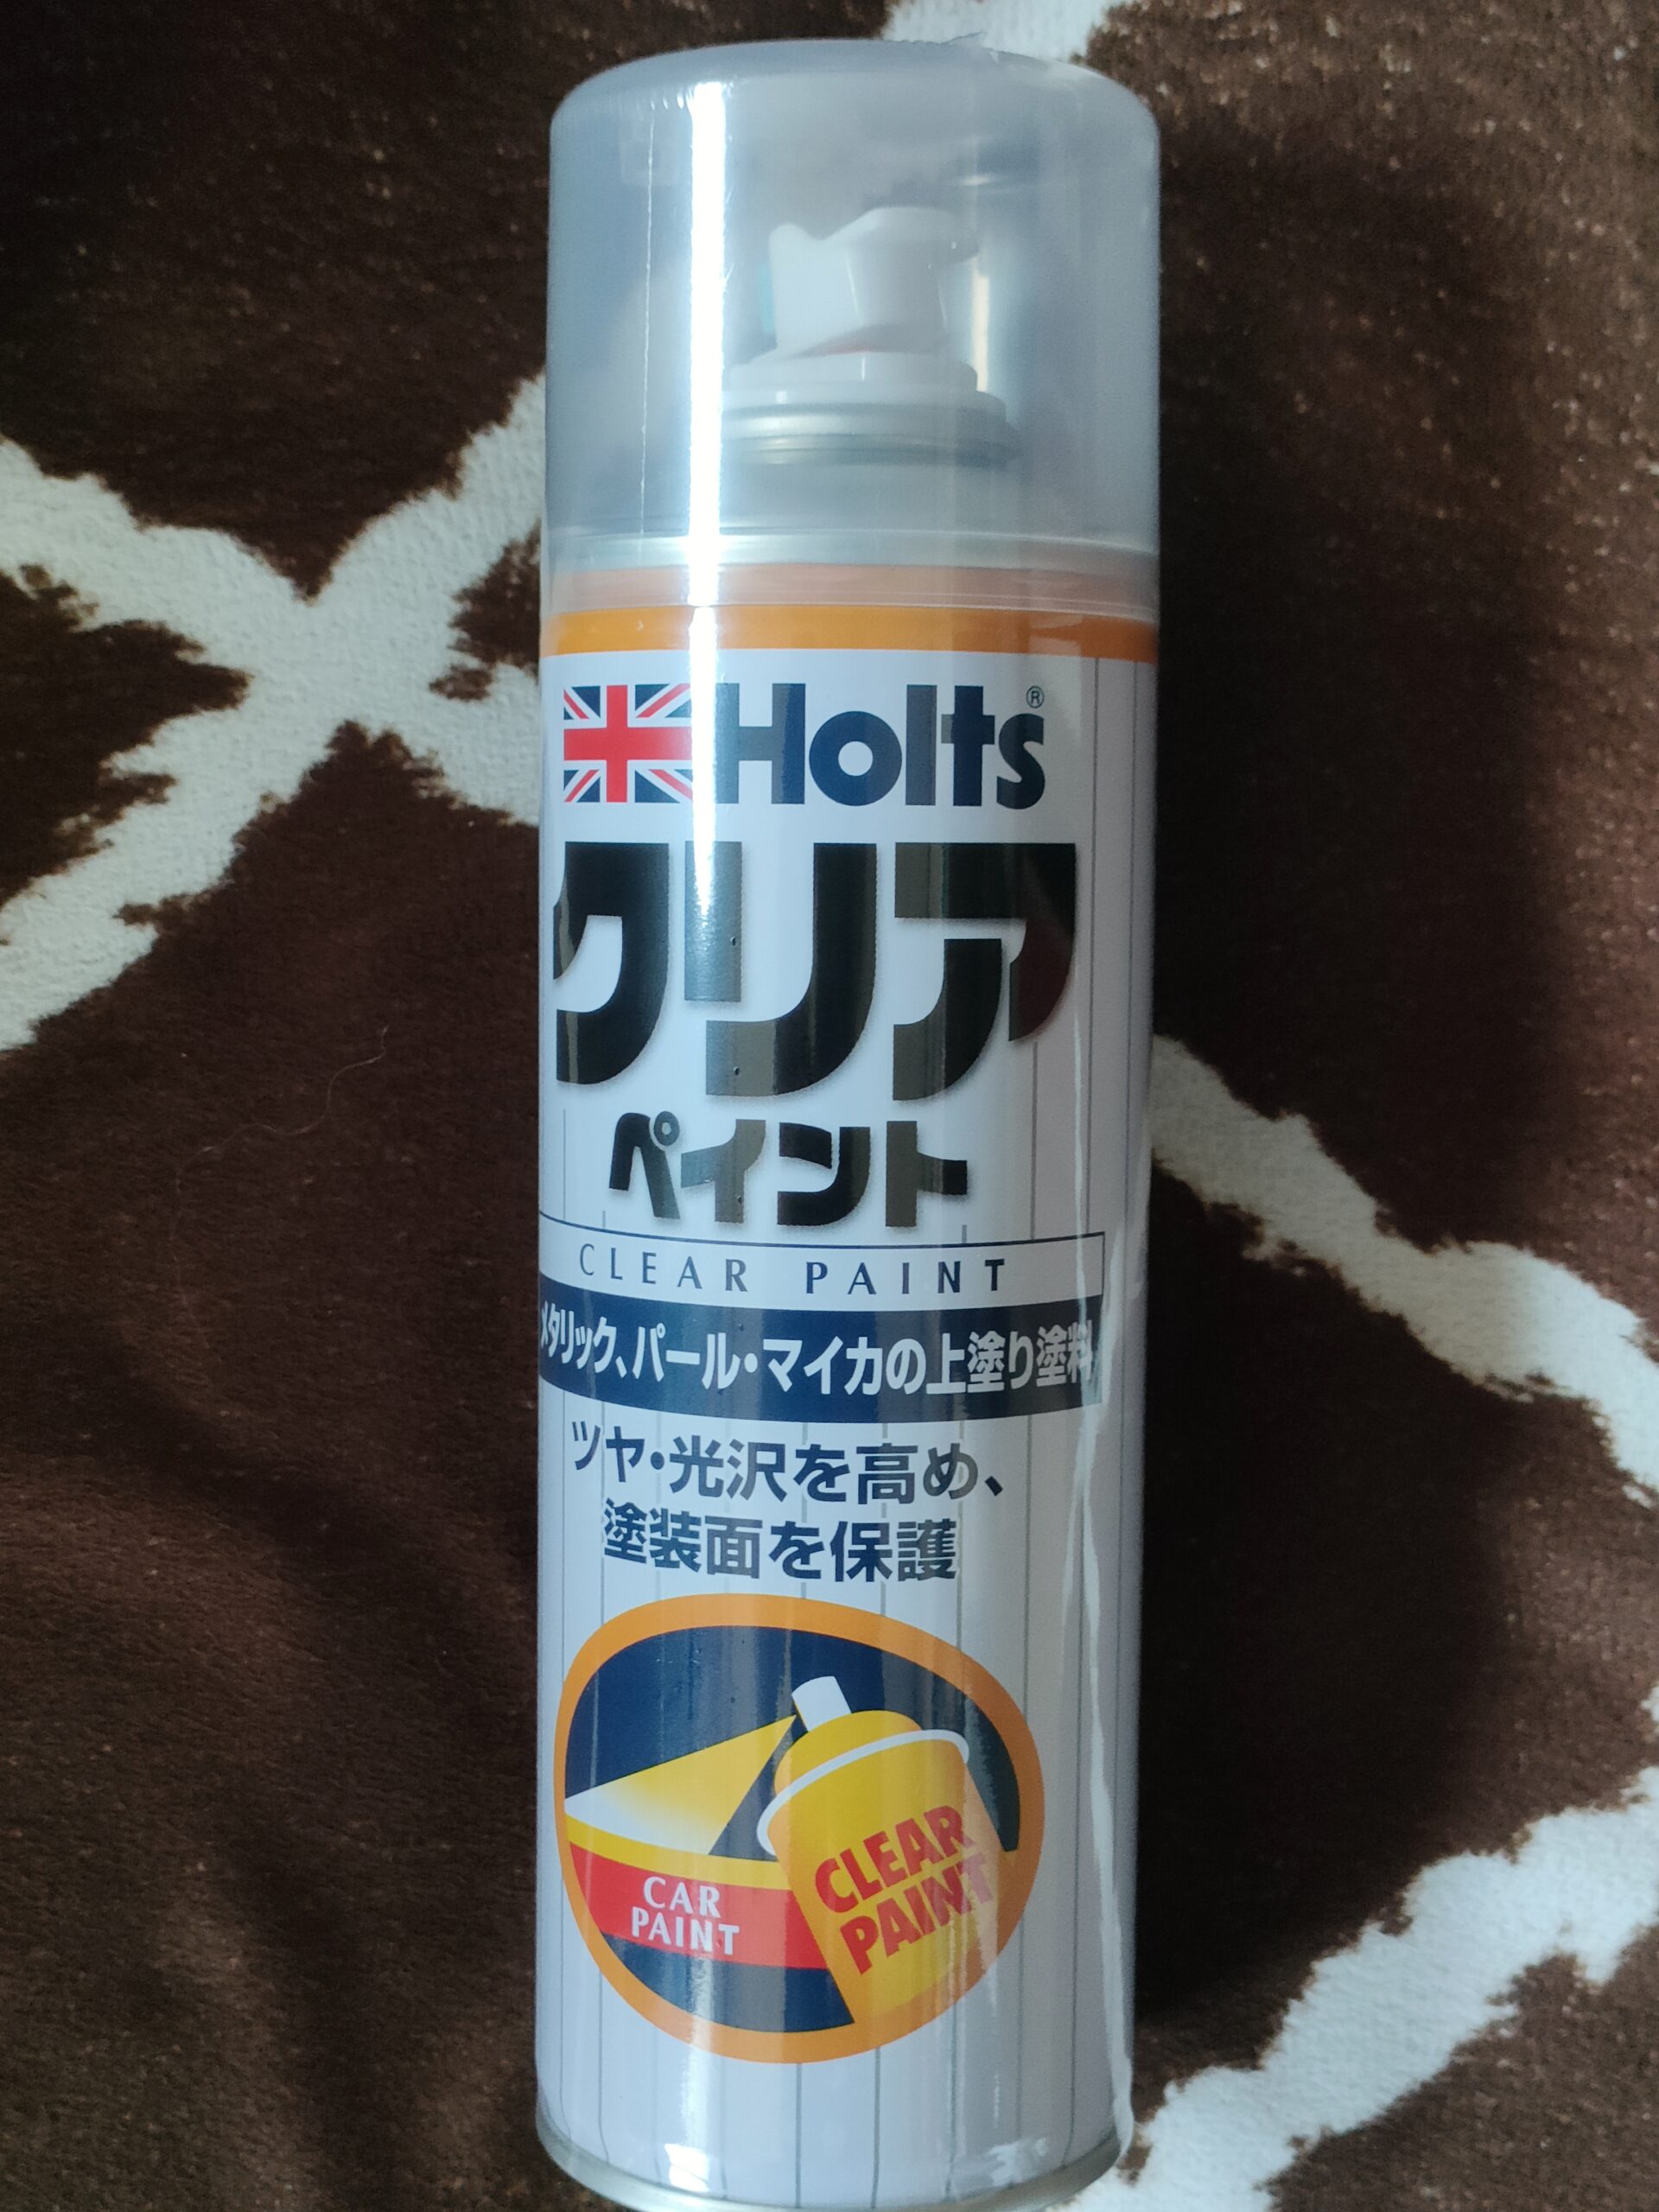 Holts®
クリア
ペイント
CLEAR PAINT
メタリック、パール・マイカの上塗り塗料
ツヤ・光沢を高め、
塗装面を保護
CLEAR
PAINT
CAR
PAINT